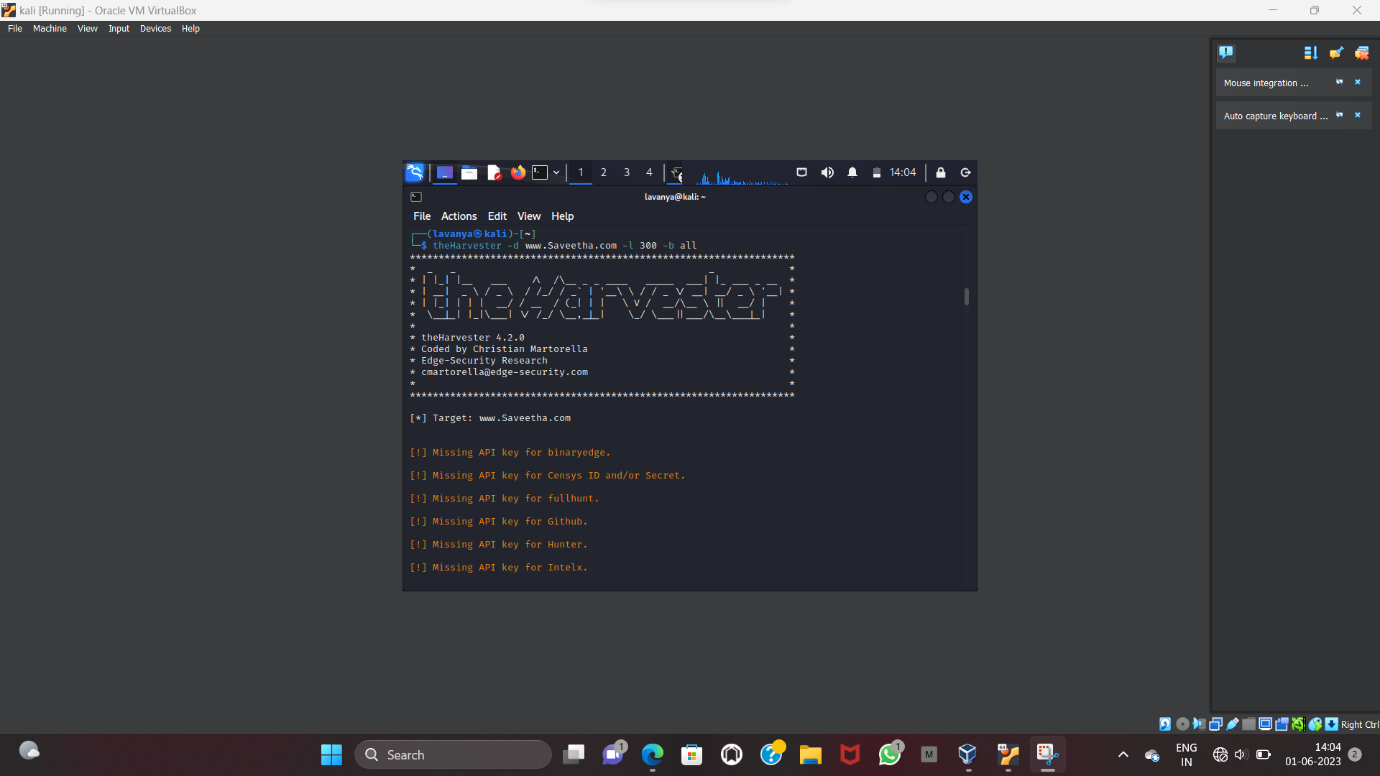 kali [Running] - Oracle VM VirtualBox
File Machine View Input Devices Help
Mouse integration ...
Auto capture keyboard ...
1 2 3 4 14:04
lavanya@kali: ~
File Actions Edit View Help
(lavanya㉿kali)-[~]
$ theHarvester -d www.Saveetha.com -l 300 -b all
*******************************************************************
theHarvester
* theHarvester 4.2.0 *
* Coded by Christian Martorella *
* Edge-Security Research *
* cmartorella@edge-security.com *
* *
*******************************************************************
[*] Target: www.Saveetha.com
[!] Missing API key for binaryedge.
[!] Missing API key for Censys ID and/or Secret.
[!] Missing API key for fullhunt.
[!] Missing API key for Github.
[!] Missing API key for Hunter.
[!] Missing API key for Intelx.
Right Ctrl
Search
1
1
M
ENG
IN
14:04
01-06-2023
2